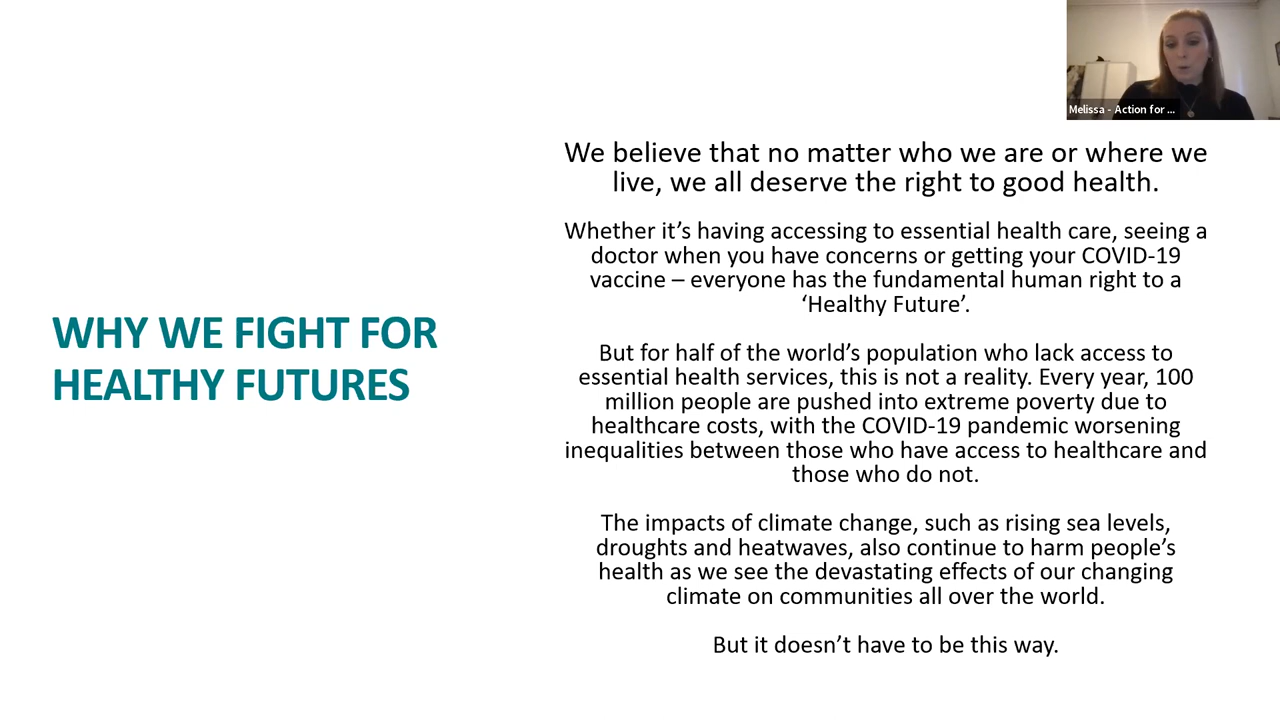 Melissa - Action for ...
WHY WE FIGHT FOR
HEALTHY FUTURES
We believe that no matter who we are or where we
live, we all deserve the right to good health.
Whether it’s having accessing to essential health care, seeing a
doctor when you have concerns or getting your COVID-19
vaccine – everyone has the fundamental human right to a
‘Healthy Future’.
But for half of the world’s population who lack access to
essential health services, this is not a reality. Every year, 100
million people are pushed into extreme poverty due to
healthcare costs, with the COVID-19 pandemic worsening
inequalities between those who have access to healthcare and
those who do not.
The impacts of climate change, such as rising sea levels,
droughts and heatwaves, also continue to harm people’s
health as we see the devastating effects of our changing
climate on communities all over the world.
But it doesn’t have to be this way.